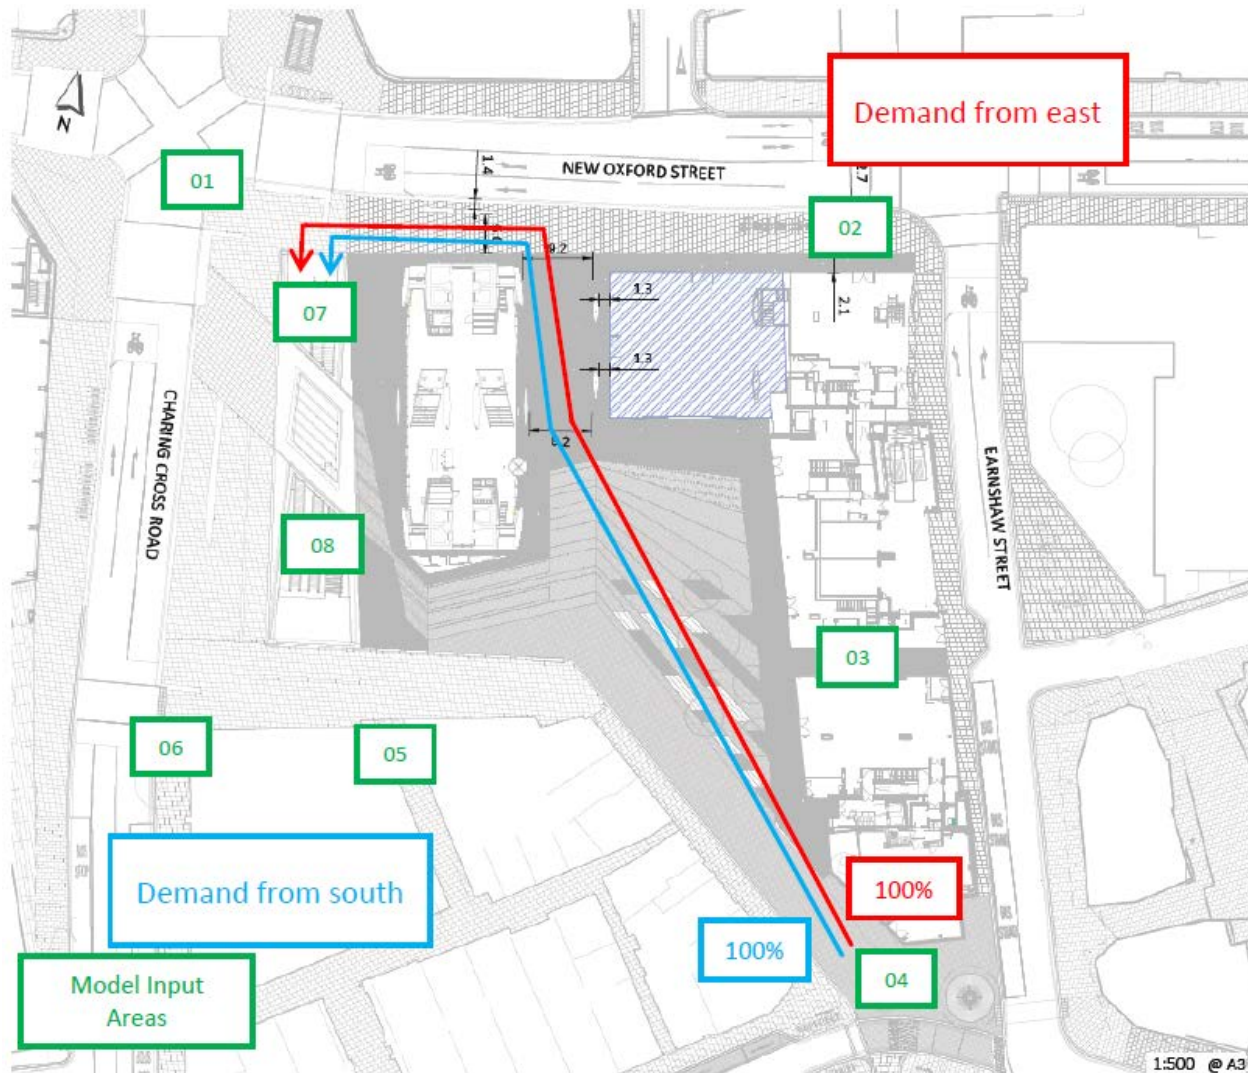 Demand from east
N
01
1.4
NEW OXFORD STREET
2.7
02
9.2
07
1.3
2.1
1.3
CHARING CROSS ROAD
EARNSHAW STREET
08
03
06
05
Demand from south
100%
100%
04
Model Input
Areas
1:500 @ A3